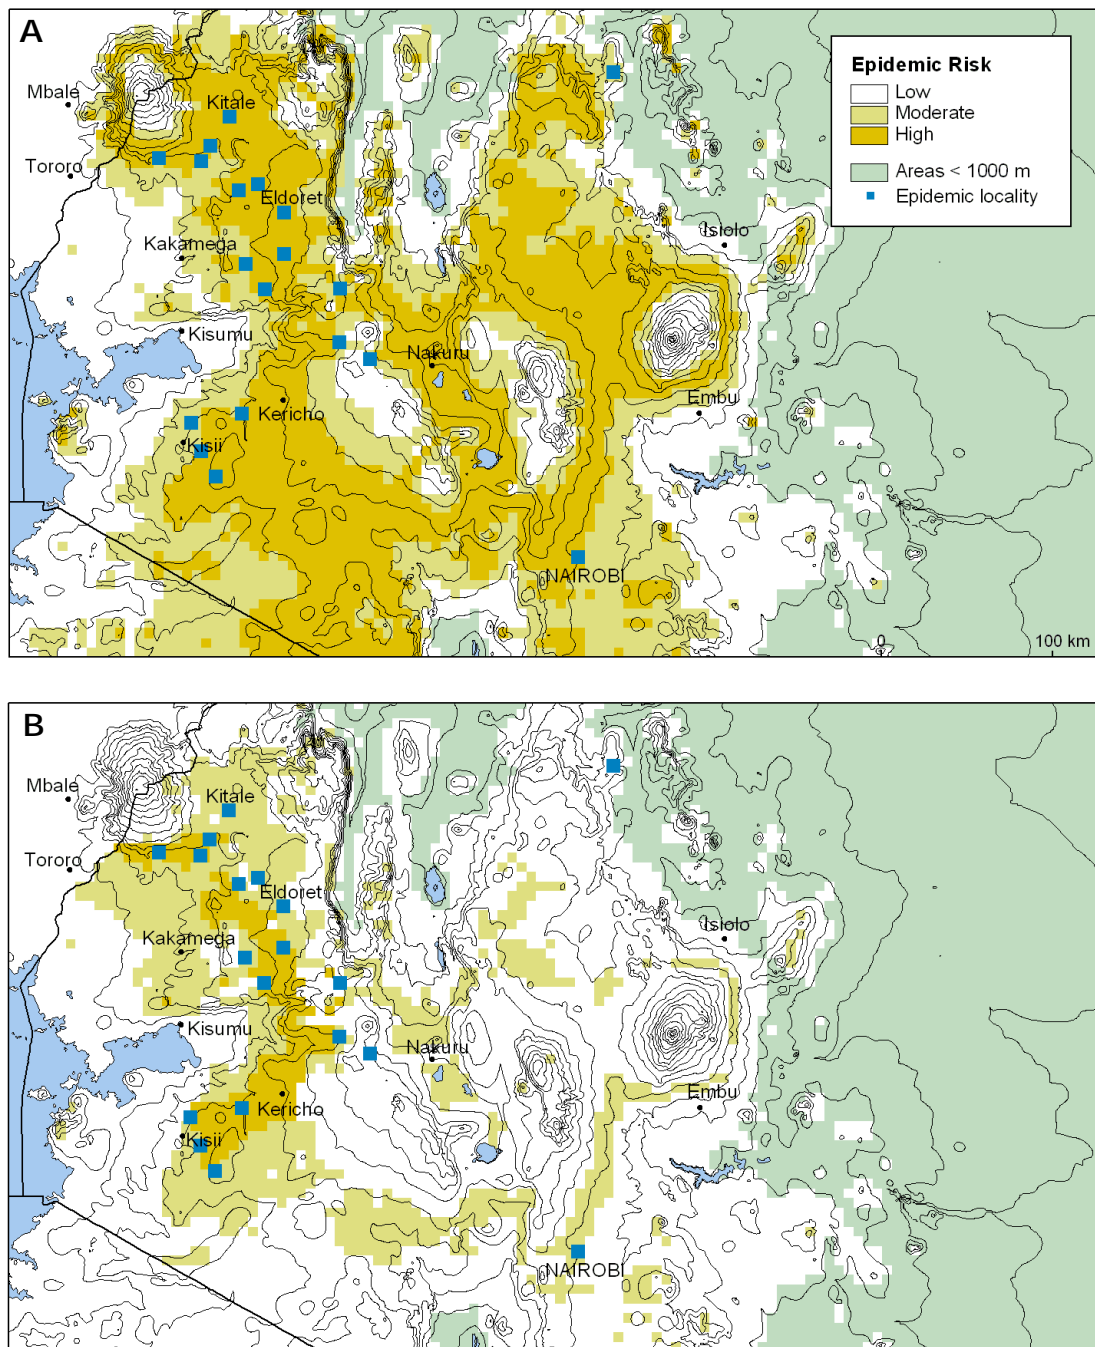 A
Epidemic Risk
Low
Moderate
High
Areas < 1000 m
Epidemic locality
Mbale
Kitale
Tororo
Eldoret
Kakamega
Isiolo
Kisumu
Nakuru
Kericho
Embu
Kisii
NAIROBI
0 100 km
B
Mbale
Kitale
Tororo
Eldoret
Kakamega
Isiolo
Kisumu
Nakuru
Kericho
Embu
Kisii
NAIROBI